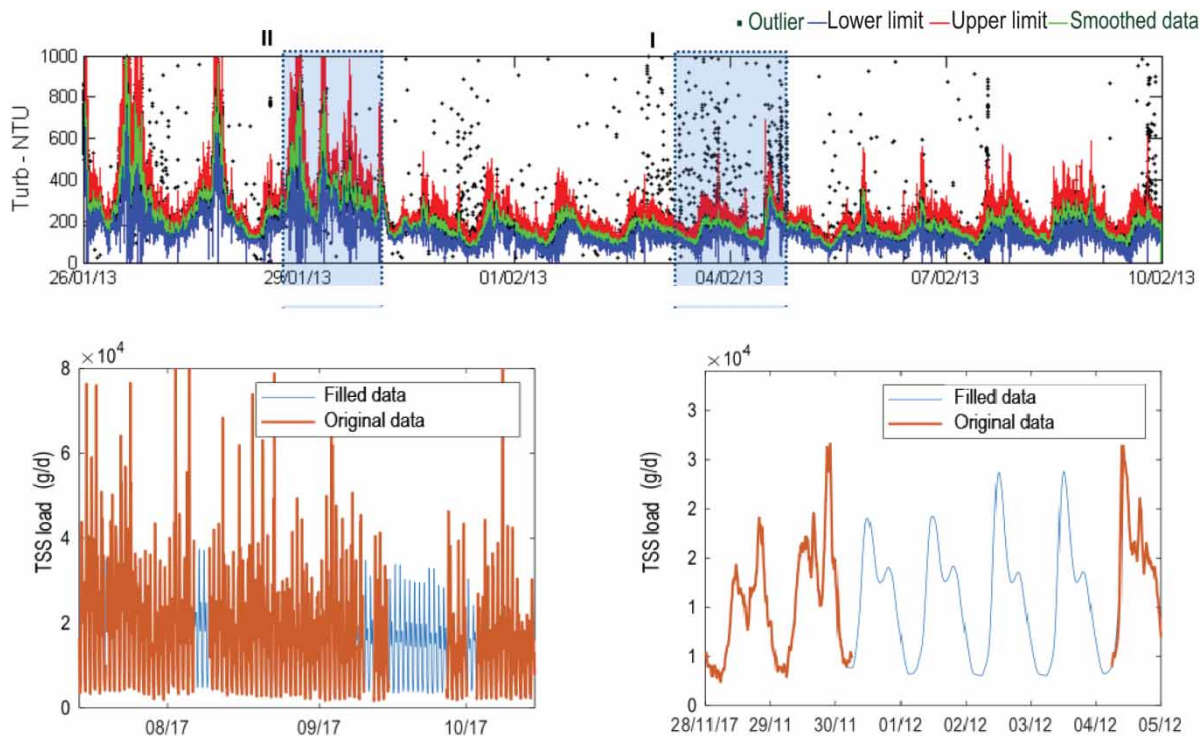 Outlier Lower limit Upper limit Smoothed data
II I
Turb - NTU
1000
800
600
400
200
0
26/01/13 29/01/13 01/02/13 04/02/13 07/02/13 10/02/13
×10⁴
TSS load (g/d)
8
6
4
2
0
Filled data
Original data
08/17 09/17 10/17
×10⁴
TSS load (g/d)
3
3
2
2
1
1
0
Filled data
Original data
28/11/17 29/11 30/11 01/12 02/12 03/12 04/12 05/12